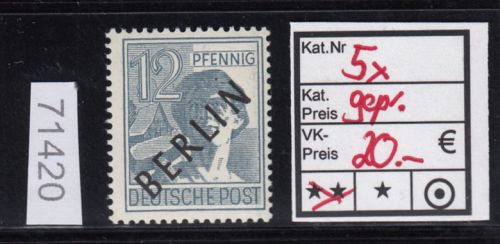 71420
12 PFENNIG
BERLIN
DEUTSCHE POST
Kat.Nr 5x
Kat. Preis gepr.
VK- Preis 20.- €